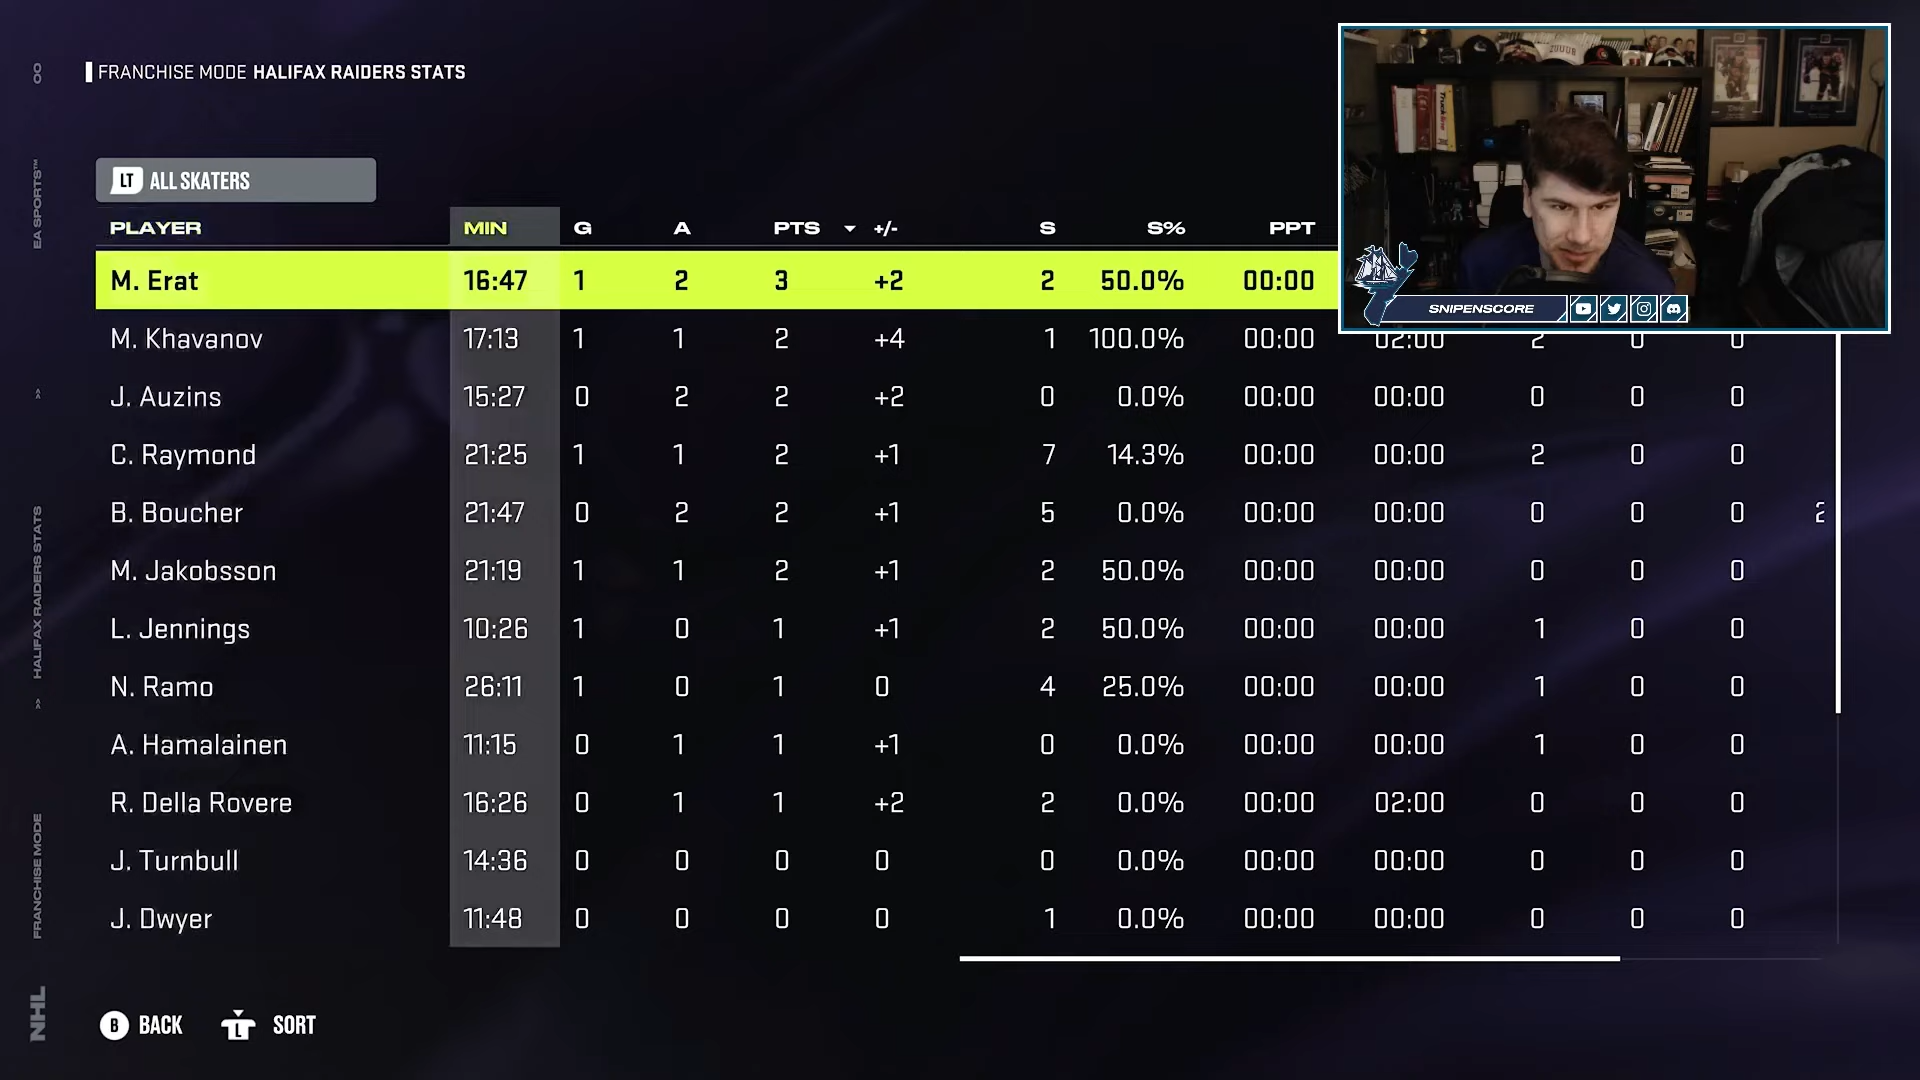 FRANCHISE MODE HALIFAX RAIDERS STATS
LT ALL SKATERS
PLAYER MIN G A PTS +/- S S% PPT
M. Erat 16:47 1 2 3 +2 2 50.0% 00:00
M. Khavanov 17:13 1 1 2 +4 1 100.0% 00:00 02:00 2 0 0
J. Auzins 15:27 0 2 2 +2 0 0.0% 00:00 00:00 0 0 0
C. Raymond 21:25 1 1 2 +1 7 14.3% 00:00 00:00 2 0 0
B. Boucher 21:47 0 2 2 +1 5 0.0% 00:00 00:00 0 0 0 2
M. Jakobsson 21:19 1 1 2 +1 2 50.0% 00:00 00:00 0 0 0
L. Jennings 10:26 1 0 1 +1 2 50.0% 00:00 00:00 1 0 0
N. Ramo 26:11 1 0 1 0 4 25.0% 00:00 00:00 1 0 0
A. Hamalainen 11:15 0 1 1 +1 0 0.0% 00:00 00:00 1 0 0
R. Della Rovere 16:26 0 1 1 +2 2 0.0% 00:00 02:00 0 0 0
J. Turnbull 14:36 0 0 0 0 0 0.0% 00:00 00:00 0 0 0
J. Dwyer 11:48 0 0 0 0 1 0.0% 00:00 00:00 0 0 0
B BACK L SORT
SNIPENSCORE
NHL FRANCHISE MODE >> HALIFAX RAIDERS STATS >> EA SPORTS™